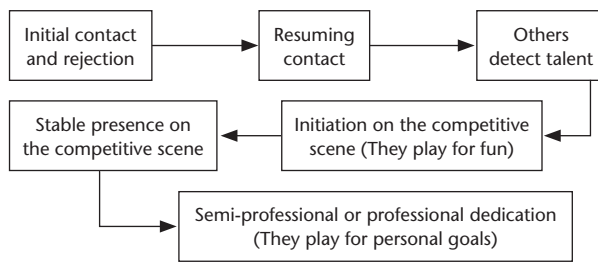 Initial contact
and rejection
Resuming
contact
Others
detect talent
Initiation on the competitive
scene (They play for fun)
Stable presence on
the competitive scene
Semi-professional or professional dedication
(They play for personal goals)